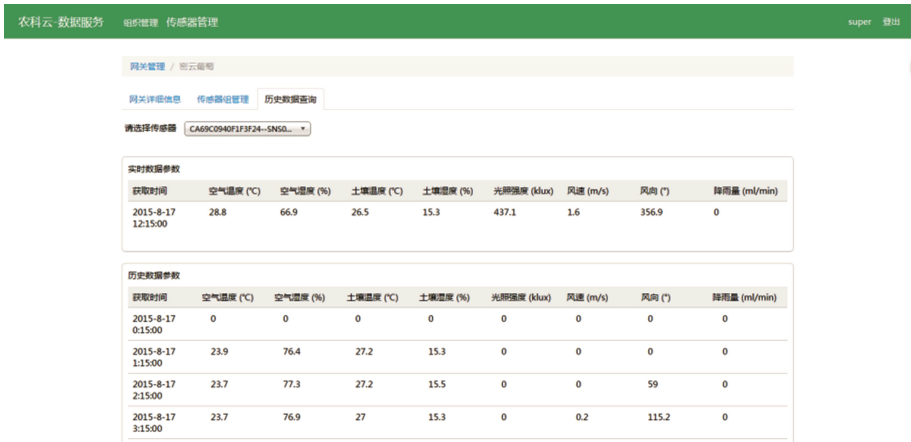 农科云-数据服务 组织管理 传感器管理 super 登出
网关管理 / 密云葡萄
网关详细信息 传感器组管理 历史数据查询
请选择传感器 CA69C0940F1F3F24--SNS0...
实时数据参数
获取时间 空气温度 (℃) 空气湿度 (%) 土壤温度 (℃) 土壤湿度 (%) 光照强度 (klux) 风速 (m/s) 风向 (°) 降雨量 (ml/min)
2015-8-17 28.8 66.9 26.5 15.3 437.1 1.6 356.9 0
12:15:00
历史数据参数
获取时间 空气温度 (℃) 空气湿度 (%) 土壤温度 (℃) 土壤湿度 (%) 光照强度 (klux) 风速 (m/s) 风向 (°) 降雨量 (ml/min)
2015-8-17 0 0 0 0 0 0 0 0
0:15:00
2015-8-17 23.9 76.4 27.2 15.3 0 0 0 0
1:15:00
2015-8-17 23.7 77.3 27.2 15.5 0 0 59 0
2:15:00
2015-8-17 23.7 76.9 27 15.3 0 0.2 115.2 0
3:15:00